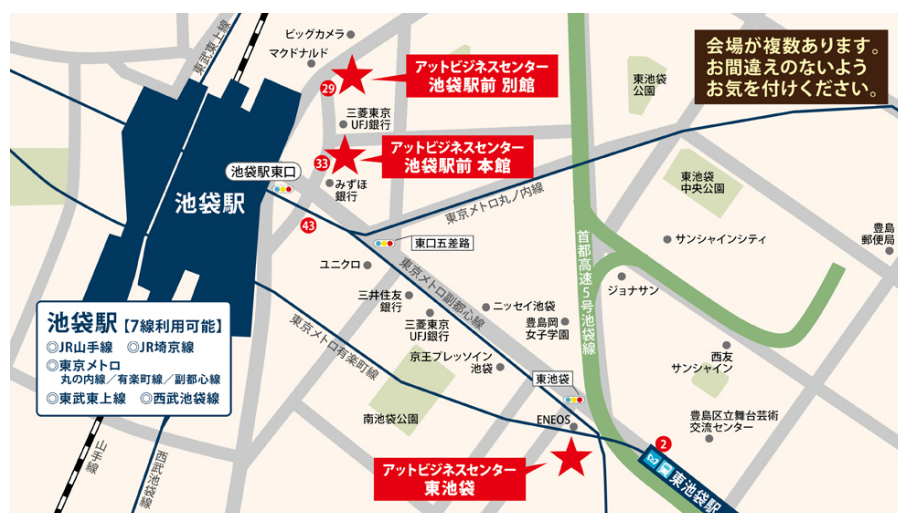 ビッグカメラ
マクドナルド
東武東上線
29
アットビジネスセンター
池袋駅前 別館
会場が複数あります。
お間違えのないよう
お気を付けください。
三菱東京
UFJ銀行
東池袋
公園
33
アットビジネスセンター
池袋駅前 本館
みずほ
銀行
池袋駅東口
池袋駅
43
東京メトロ丸ノ内線
東池袋
中央公園
東口五差路
サンシャインシティ
豊島
郵便局
ユニクロ
東京メトロ副都心線
首都高速5号池袋線
ジョナサン
三井住友
銀行
ニッセイ池袋
三菱東京
UFJ銀行
豊島岡
女子学園
池袋駅【7線利用可能】
◎JR山手線 ◎JR埼京線
◎東京メトロ
丸の内線／有楽町線／副都心線
◎東武東上線 ◎西武池袋線
東京メトロ有楽町線
京王プレッソイン
池袋
西友
サンシャイン
東池袋
南池袋公園
ENEOS
豊島区立舞台芸術
交流センター
2
山手線
西武池袋線
アットビジネスセンター
東池袋
東池袋駅